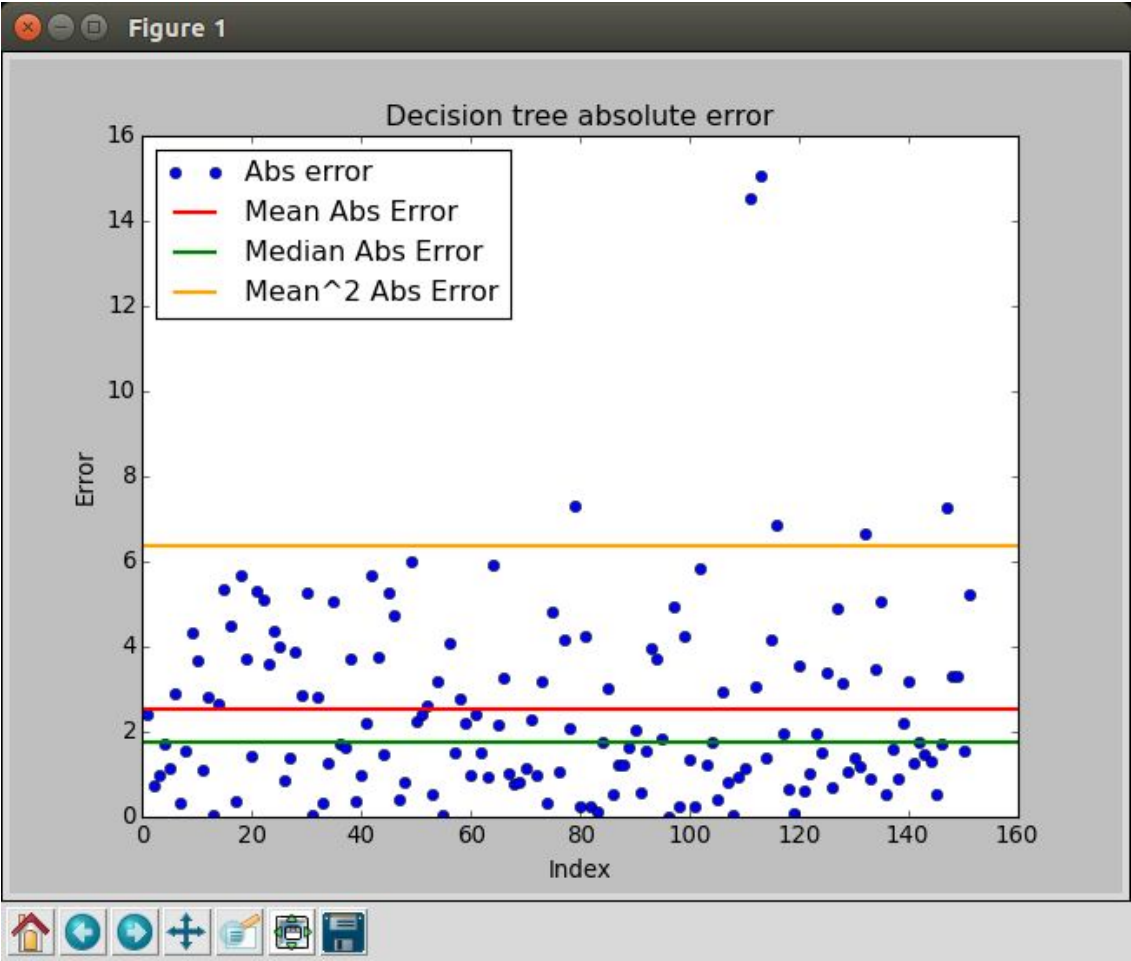 Figure 1
Decision tree absolute error
16
14
12
10
8
6
4
2
0
Error
Abs error
Mean Abs Error
Median Abs Error
Mean^2 Abs Error
0 20 40 60 80 100 120 140 160
Index